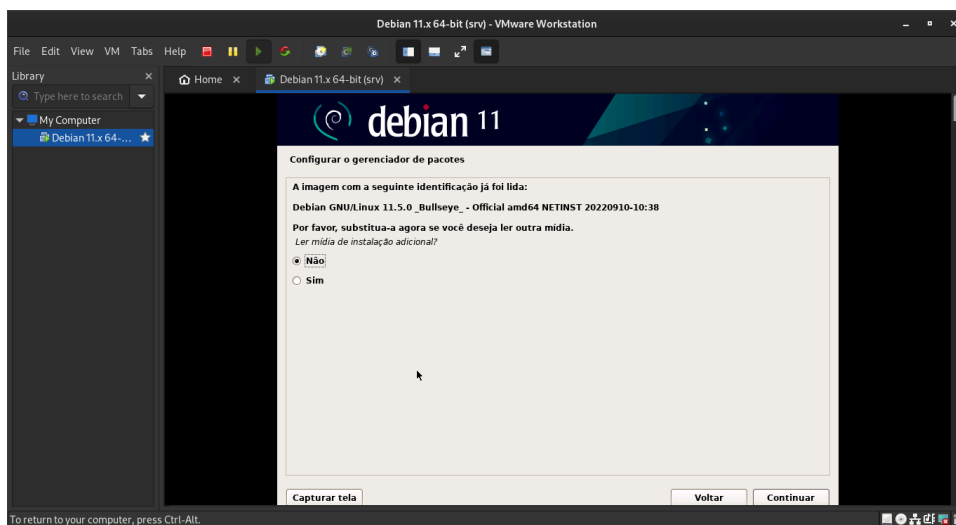 Debian 11.x 64-bit (srv) - VMware Workstation
File Edit View VM Tabs Help
Library
Home
Debian 11.x 64-bit (srv)
Type here to search
My Computer
Debian 11.x 64-...
debian 11
Configurar o gerenciador de pacotes
A imagem com a seguinte identificação já foi lida:
Debian GNU/Linux 11.5.0 _Bullseye_ - Official amd64 NETINST 20220910-10:38
Por favor, substitua-a agora se você deseja ler outra mídia.
Ler mídia de instalação adicional?
Não
Sim
Capturar tela
Voltar
Continuar
To return to your computer, press Ctrl-Alt.